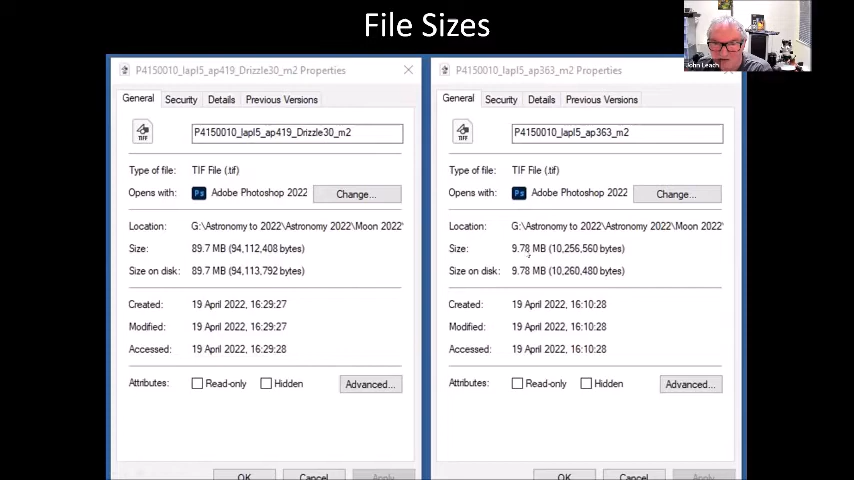 File Sizes
John Leach
P4150010_lapl5_ap419_Drizzle30_m2 Properties
General Security Details Previous Versions
TIFF
P4150010_lapl5_ap419_Drizzle30_m2
Type of file: TIF File (.tif)
Opens with: Ps Adobe Photoshop 2022 Change...
Location: G:\Astronomy to 2022\Astronomy 2022\Moon 2022\
Size: 89.7 MB (94,112,408 bytes)
Size on disk: 89.7 MB (94,113,792 bytes)
Created: 19 April 2022, 16:29:27
Modified: 19 April 2022, 16:29:27
Accessed: 19 April 2022, 16:29:28
Attributes: Read-only Hidden Advanced...
OK Cancel Apply
P4150010_lapl5_ap363_m2 Properties
General Security Details Previous Versions
TIFF
P4150010_lapl5_ap363_m2
Type of file: TIF File (.tif)
Opens with: Ps Adobe Photoshop 2022 Change...
Location: G:\Astronomy to 2022\Astronomy 2022\Moon 2022\
Size: 9.78 MB (10,256,560 bytes)
Size on disk: 9.78 MB (10,260,480 bytes)
Created: 19 April 2022, 16:10:28
Modified: 19 April 2022, 16:10:28
Accessed: 19 April 2022, 16:10:28
Attributes: Read-only Hidden Advanced...
OK Cancel Apply